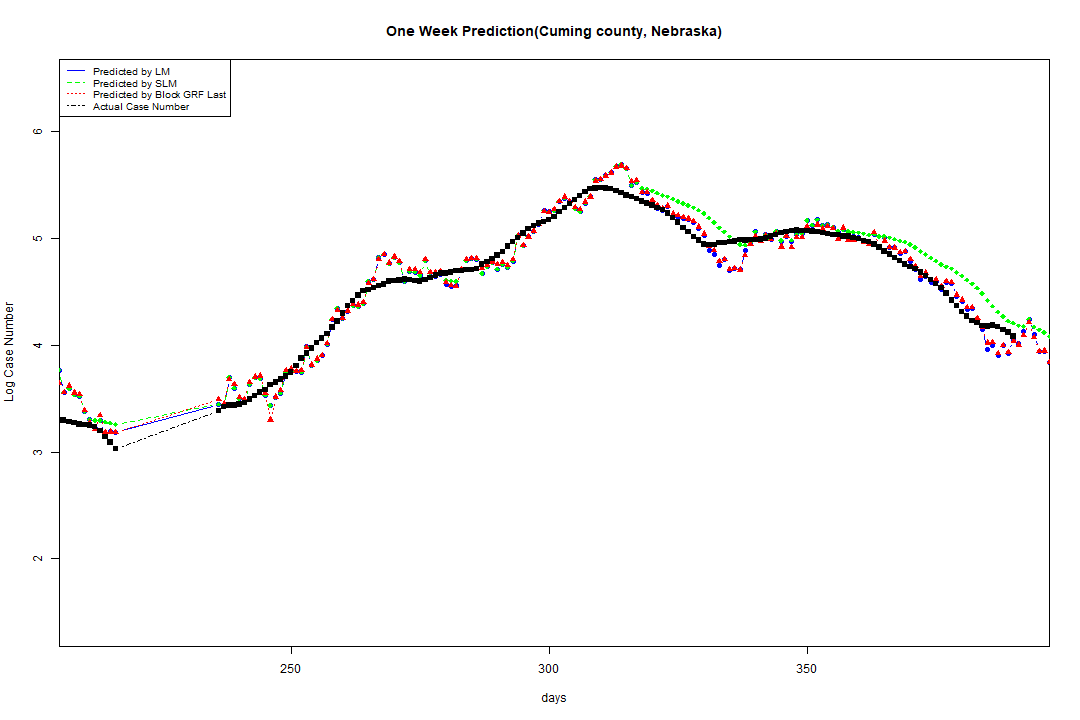 One Week Prediction(Cuming county, Nebraska)
Predicted by LM
Predicted by SLM
Predicted by Block GRF Last
Actual Case Number
Log Case Number
6
5
4
3
2
250
300
350
days